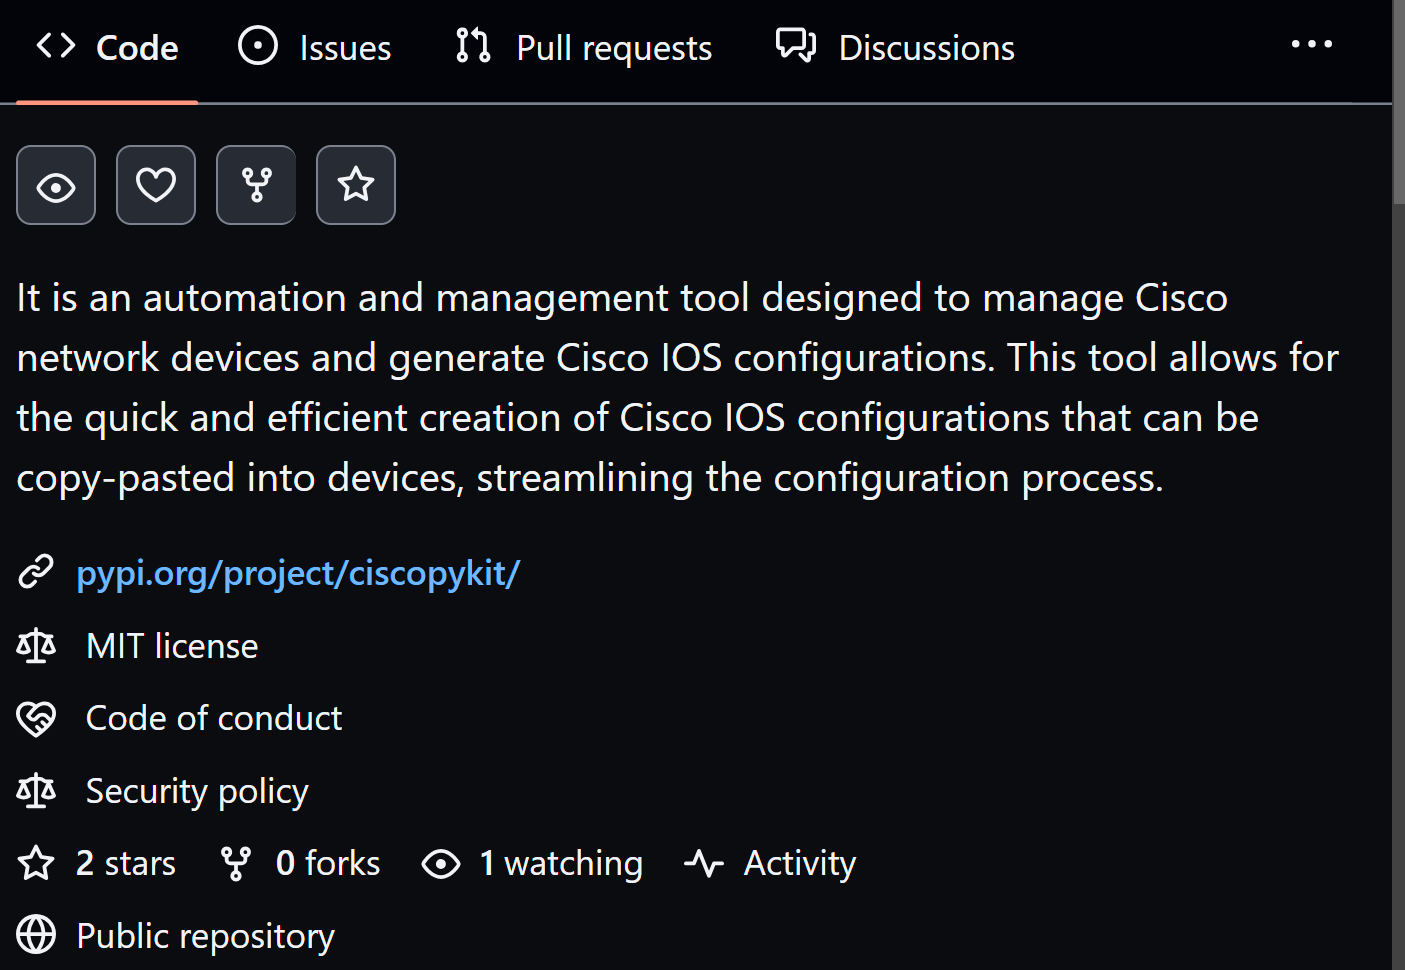 Code Issues Pull requests Discussions
It is an automation and management tool designed to manage Cisco
network devices and generate Cisco IOS configurations. This tool allows for
the quick and efficient creation of Cisco IOS configurations that can be
copy-pasted into devices, streamlining the configuration process.
pypi.org/project/ciscopykit/
MIT license
Code of conduct
Security policy
2 stars 0 forks 1 watching Activity
Public repository